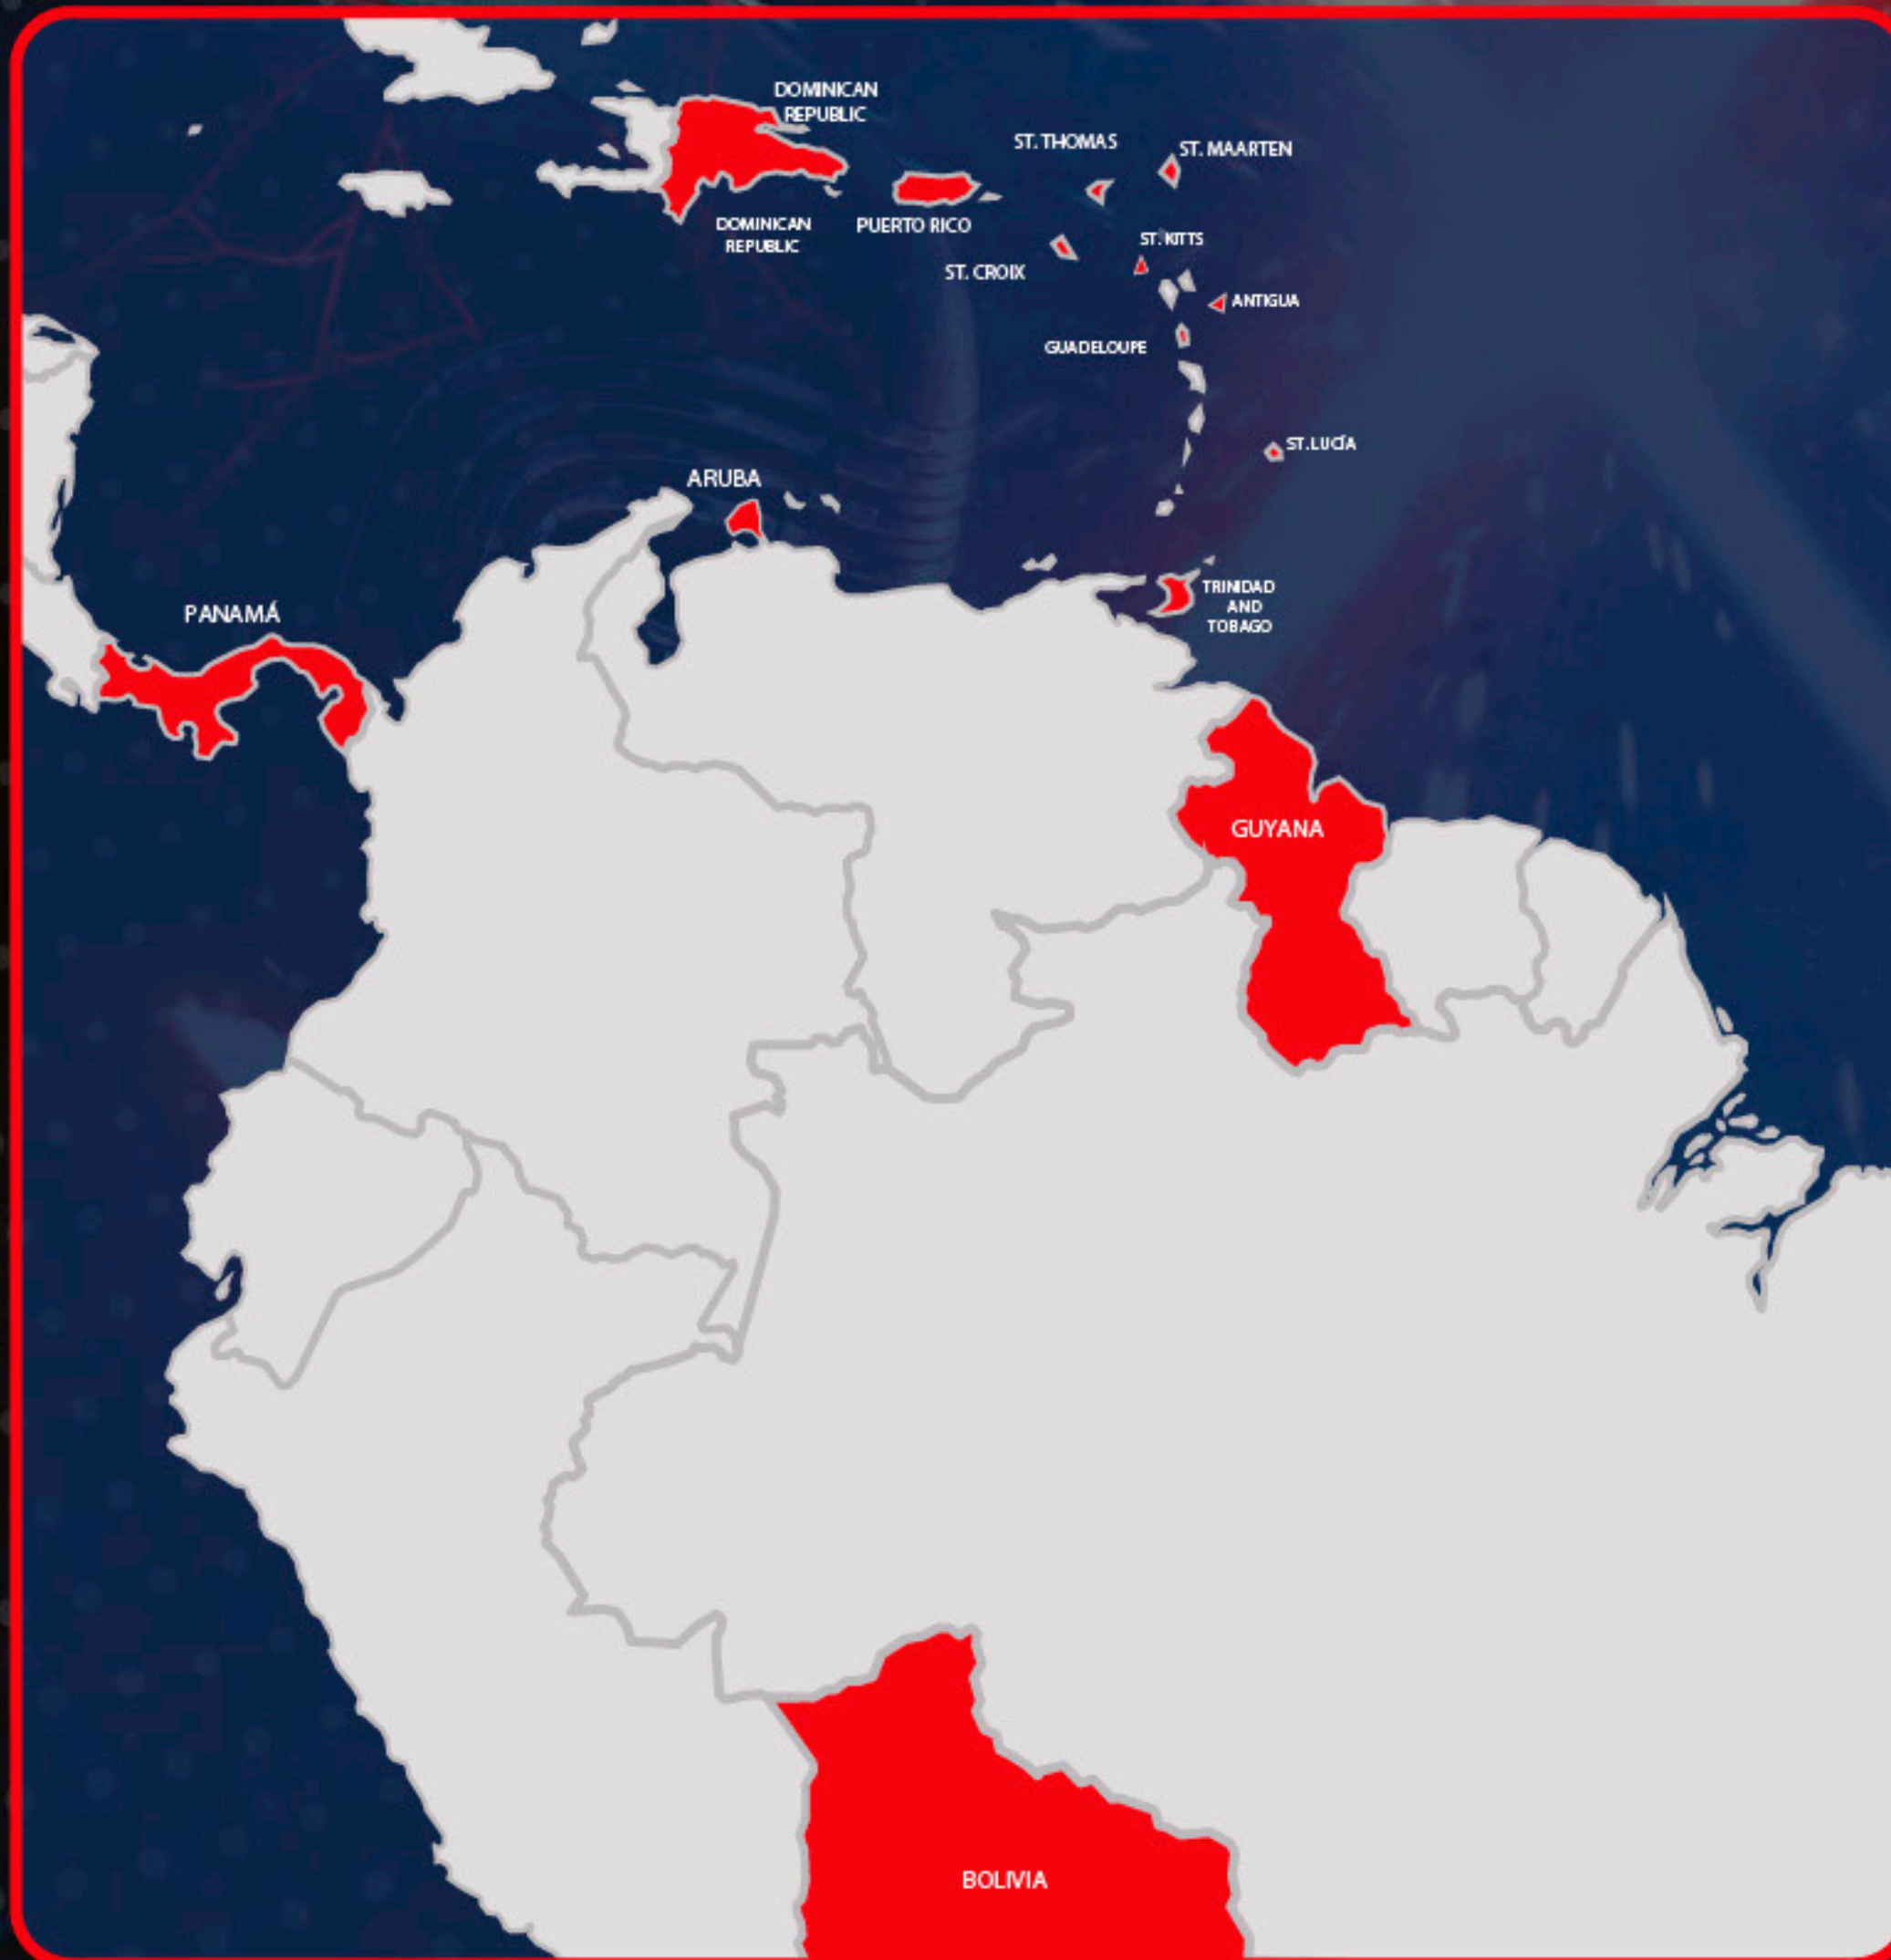 DOMINICAN
REPUBLIC
ST. THOMAS
ST. MAARTEN
DOMINICAN
REPUBLIC
PUERTO RICO
ST. KITTS
ST. CROIX
ANTIGUA
GUADELOUPE
ST.LUCÍA
ARUBA
TRINIDAD
AND
TOBAGO
PANAMÁ
GUYANA
BOLIVIA